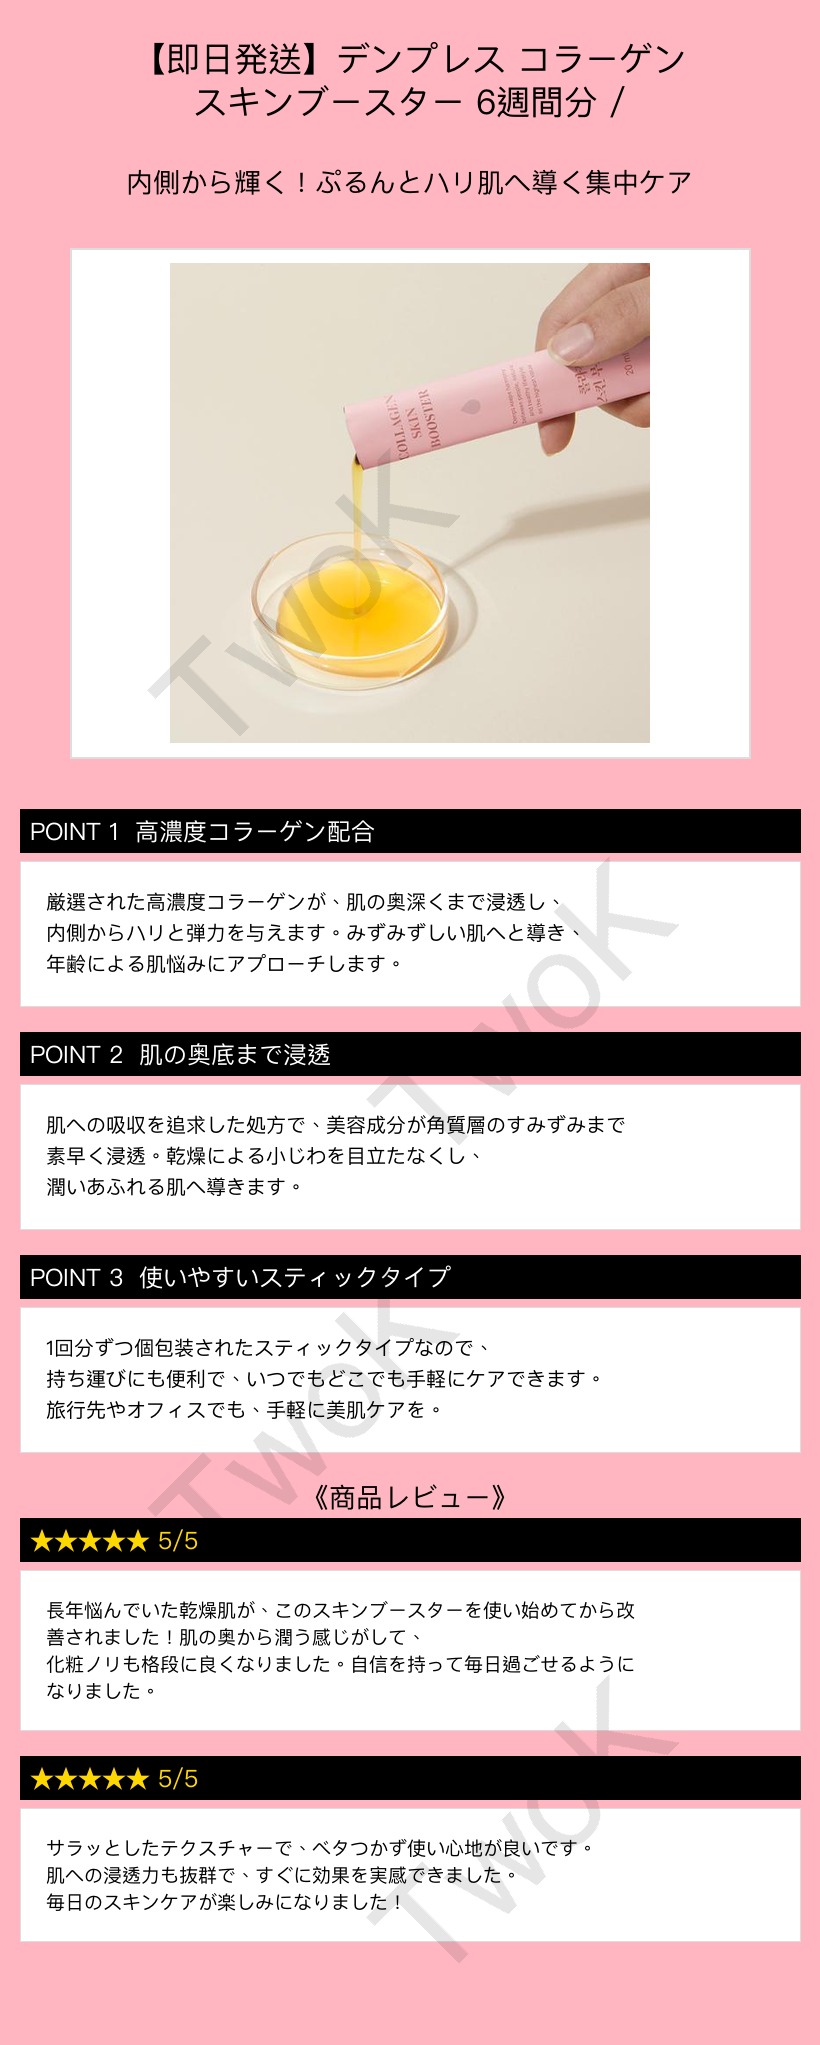 【即日発送】デンプレス コラーゲン
スキンブースター 6週間分 /
内側から輝く！ぷるんとハリ肌へ導く集中ケア
COLLAGEN
SKIN
BOOSTER
20 ml
TwoK
POINT 1 高濃度コラーゲン配合
厳選された高濃度コラーゲンが、肌の奥深くまで浸透し、
内側からハリと弾力を与えます。みずみずしい肌へと導き、
年齢による肌悩みにアプローチします。
TwoK
POINT 2 肌の奥底まで浸透
肌への吸収を追求した処方で、美容成分が角質層のすみずみまで
素早く浸透。乾燥による小じわを目立たなくし、
潤いあふれる肌へ導きます。
POINT 3 使いやすいスティックタイプ
1回分ずつ個包装されたスティックタイプなので、
持ち運びにも便利で、いつでもどこでも手軽にケアできます。
旅行先やオフィスでも、手軽に美肌ケアを。
TwoK
《商品レビュー》
★★★★★ 5/5
長年悩んでいた乾燥肌が、このスキンブースターを使い始めてから改
善されました！肌の奥から潤う感じがして、
化粧ノリも格段に良くなりました。自信を持って毎日過ごせるように
なりました。
★★★★★ 5/5
サラッとしたテクスチャーで、ベタつかず使い心地が良いです。
肌への浸透力も抜群で、すぐに効果を実感できました。
毎日のスキンケアが楽しみになりました！
TwoK